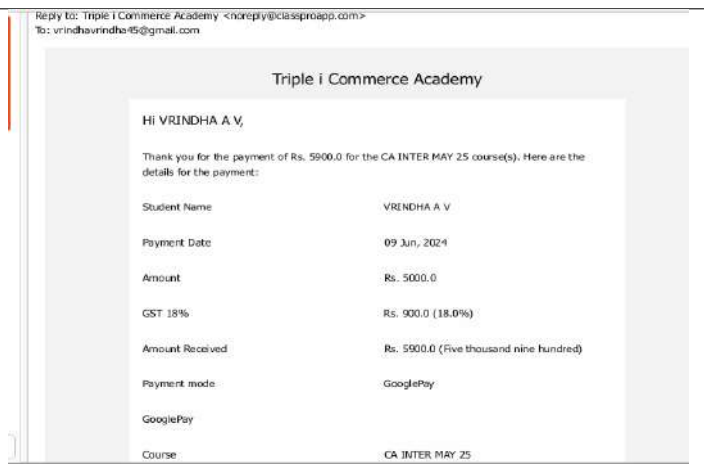 Reply to: Triple i Commerce Academy <noreply@classproapp.com>
To: vrindhavrindha45@gmail.com
Triple i Commerce Academy
Hi VRINDHA A V,
Thank you for the payment of Rs. 5900.0 for the CA INTER MAY 25 course(s). Here are the
details for the payment:
Student Name VRINDHA A V
Payment Date 09 Jun, 2024
Amount Rs. 5000.0
GST 18% Rs. 900.0 (18.0%)
Amount Received Rs. 5900.0 (Five thousand nine hundred)
Payment mode GooglePay
GooglePay
Course CA INTER MAY 25